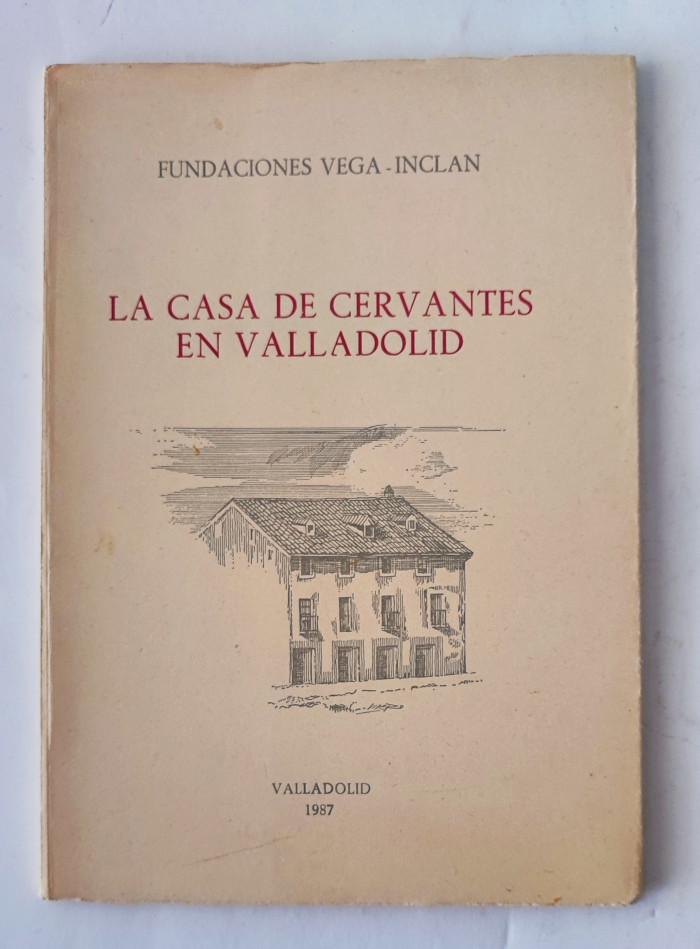 FUNDACIONES VEGA-INCLAN
LA CASA DE CERVANTES
EN VALLADOLID
VALLADOLID
1987